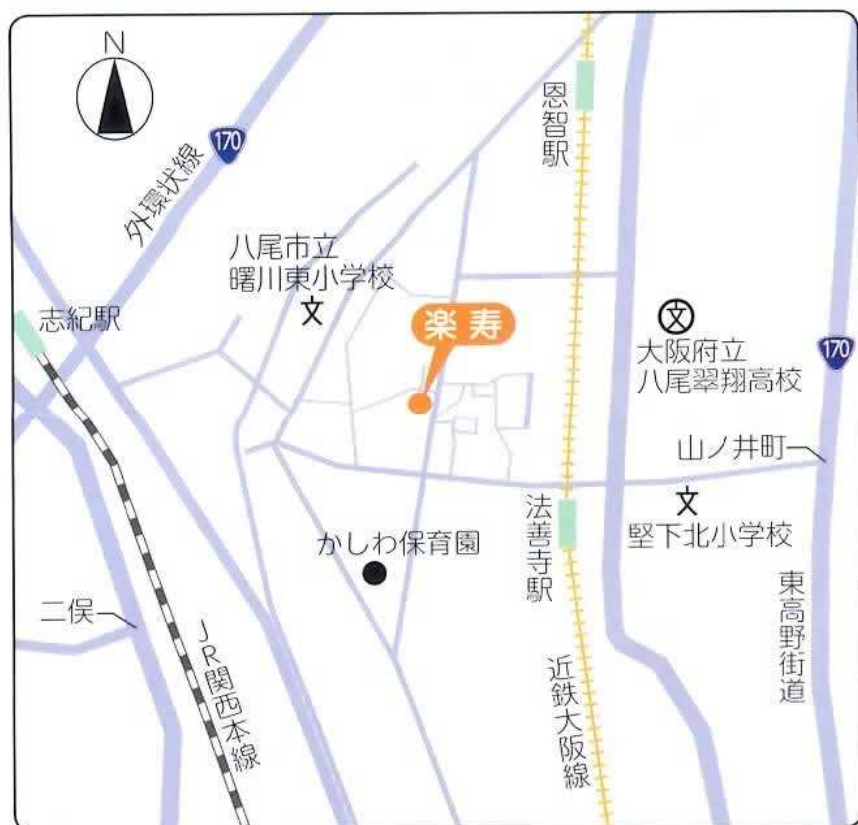 N
恩智駅
170
外環状線
八尾市立
曙川東小学校
志紀駅
楽寿
大阪府立
八尾翠翔高校
170
山ノ井町
法善寺駅
堅下北小学校
かしわ保育園
二俣
JR関西本線
近鉄大阪線
東高野街道